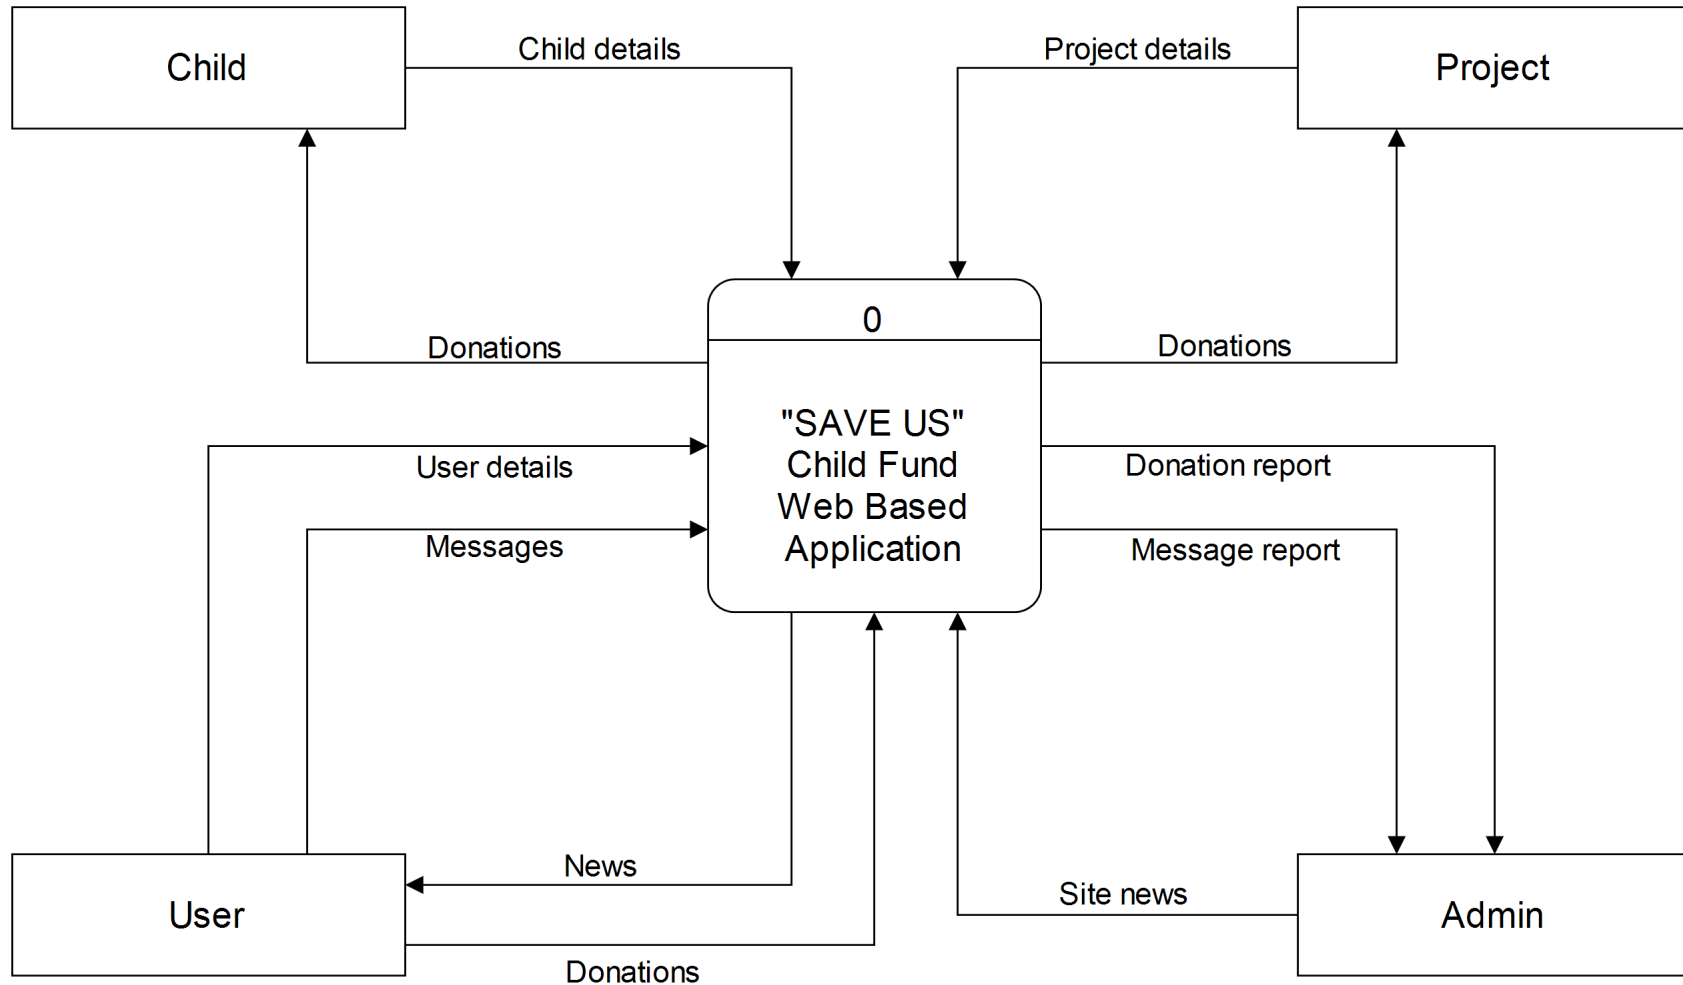 Child
Child details
Project details
Project
0
Donations
Donations
"SAVE US"
Child Fund
Web Based
Application
User details
Donation report
Messages
Message report
News
Site news
User
Admin
Donations